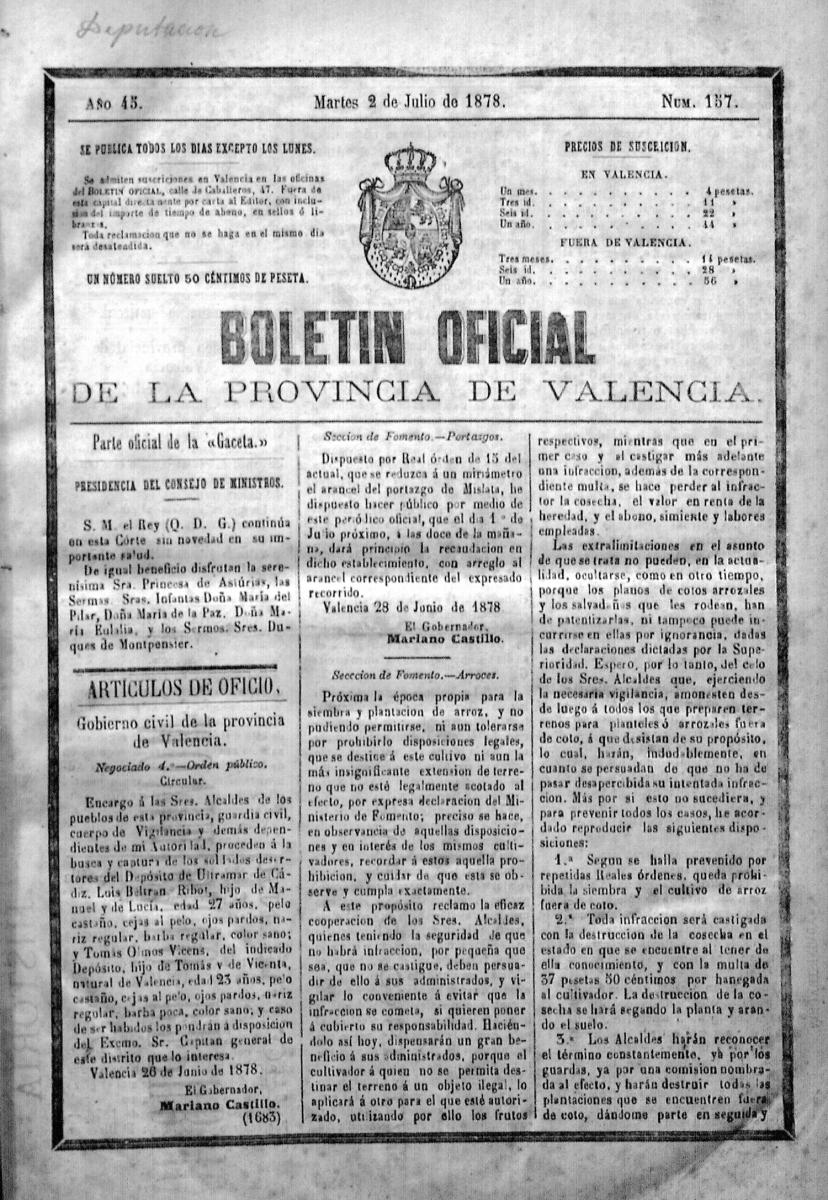 Deputacion
AÑO 45.
Martes 2 de Julio de 1878.
NUM. 157.
SE PUBLICA TODOS LOS DIAS EXCEPTO LOS LUNES.
Se admiten suscriciones en Valencia en las oficinas
del BOLETIN OFICIAL, calle de Caballeros, 47. Fuera de
esta capital directamente por carta al Editor, con inclu-
sion del importe de tiempo de abono, en sellos ó li-
branzas.
Toda reclamacion que no se haga en el mismo dia
será desatendida.
UN NÚMERO SUELTO 50 CÉNTIMOS DE PESETA.
PRECIOS DE SUSCRICION.
EN VALENCIA.
Un mes. . . . . . . . . . . 4 pesetas.
Tres id. . . . . . . . . . . 11 »
Seis id. . . . . . . . . . . 22 »
Un año. . . . . . . . . . . 44 »
FUERA DE VALENCIA.
Tres meses. . . . . . . . . . 14 pesetas.
Seis id. . . . . . . . . . . 28 »
Un año. . . . . . . . . . . 56 »
BOLETIN OFICIAL
DE LA PROVINCIA DE VALENCIA.
Parte oficial de la «Gaceta.»
PRESIDENCIA DEL CONSEJO DE MINISTROS.
S. M. el Rey (Q. D. G.) continúa
en esta Córte sin novedad en su im-
portante salud.
De igual beneficio disfrutan la sere-
nísima Sra. Princesa de Astúrias, las
Sermas. Sras. Infantas Doña María del
Pilar, Doña María de la Paz, Doña Ma-
ría Eulalia, y los Sermos. Sres. Du-
ques de Montpensier.
ARTÍCULOS DE OFICIO.
Gobierno civil de la provincia
de Valencia.
Negociado 4.º—Orden público.
Circular.
Encargo á las Sres. Alcaldes de los
pueblos de esta provincia, guardia civil,
cuerpo de Vigilancia y demás depen-
dientes de mi Autoridad, procedan á la
busca y captura de los soldados deser-
tores del Depósito de Ultramar de Cá-
diz, Luis Beltran Ribot, hijo de Ma-
nuel y de Lucía, edad 27 años, pelo
castaño, cejas al pelo, ojos pardos, na-
riz regular, barba regular, color sano;
y Tomás Olmos Vicens, del indicado
Depósito, hijo de Tomás y de Vicenta,
natural de Valencia, edad 23 años, pelo
castaño, cejas al pelo, ojos pardos, nariz
regular, barba poca, color sano; y caso
de ser habidos los pondrán á disposicion
del Excmo. Sr. Capitan general de
este distrito que lo interesa.
Valencia 26 de Junio de 1878.
El Gobernador,
Mariano Castillo.
(1683)
Seccion de Fomento.—Portazgos.
Dispuesto por Real órden de 15 del
actual, que se reduzca á un miriámetro
el arancel del portazgo de Mislata, he
dispuesto hacer público por medio de
este periódico oficial, que el dia 1.º de
Julio próximo, á las doce de la maña-
na, dará principio la recaudacion en
dicho establecimiento, con arreglo al
arancel correspondiente del expresado
recorrido.
Valencia 28 de Junio de 1878
El Gobernador,
Mariano Castillo.
Secccion de Fomento.—Arroces.
Próxima la época propia para la
siembra y plantacion de arroz, y no
pudiendo permitirse, ni aun tolerarse
por prohibirlo disposiciones legales,
que se destice á este cultivo ni aun la
más insignificante extension de terre-
no que no esté legalmente acotado al
efecto, por expresa declaracion del Mi-
nisterio de Fomento; preciso se hace,
en observancia de aquellas disposicio-
nes y en interés de los mismos culti-
vadores, recordar á estos aquella pro-
hibicion, y cuidar de que esta se ob-
serve y cumpla exactamente.
A este propósito reclamo la eficaz
cooperacion de los Sres. Alcaldes,
quienes teniendo la seguridad de que
no habrá infraccion, por pequeña que
sea, que no se castigue, deben persua-
dir de ello á sus administrados, y vi-
gilar lo conveniente á evitar que la
infraccion se cometa, si quieren poner
á cubierto su responsabilidad. Hacién-
dolo así hoy, dispensarán un gran be-
neficio á sus administrados, porque el
cultivador á quien no se permita des-
tinar el terreno á un objeto ilegal, lo
aplicará á otro para el que esté autori-
zado, utilizando por ello los frutos
respectivos, mientras que en el pri-
mer caso y al castigar más adelante
una infraccion, además de la correspon-
diente multa, se hace perder al infrac-
tor la cosecha, el valor en renta de la
heredad, y el abono, simiente y labores
empleadas.
Las extralimitaciones en el asunto
de que se trata no pueden, en la actua-
lidad, ocultarse, como en otro tiempo,
porque los planos de cotos arrozales
y los salvadaños que les rodean, han
de patentizarlas, ni tampoco puede in-
currirse en ellas por ignorancia, dadas
las declaraciones dictadas por la Supe-
rioridad. Espero, por lo tanto, del celo
de los Sres. Alcaldes que, ejerciendo
la necesaria vigilancia, amonesten des-
de luego á todos los que preparen ter-
renos para planteles ó arrozales fuera
de coto, á que desistan de su propósito,
lo cual, harán, indudablemente, en
cuanto se persuadan de que no ha de
pasar desapercibida su intentada infrac-
cion. Más por si esto no sucediera, y
para prevenir todos los casos, he acor-
dado reproducir las siguientes dispo-
siciones:
1.ª Segun se halla prevenido por
repetidas Reales órdenes, queda prohi-
bida la siembra y el cultivo de arroz
fuera de coto.
2.ª Toda infraccion será castigada
con la destruccion de la cosecha en el
estado en que se encuentre al tener de
ella conocimiento, y con la multa de
37 pesetas 50 céntimos por hanegada
al cultivador. La destruccion de la co-
secha se hará segando la planta y aran-
do el suelo.
3.ª Los Alcaldes harán reconocer
el término constantemente, ya por los
guardas, ya por una comision nombra-
da al efecto, y harán destruir todas las
plantaciones que se encuentren fuera
de coto, dándome parte en seguida y